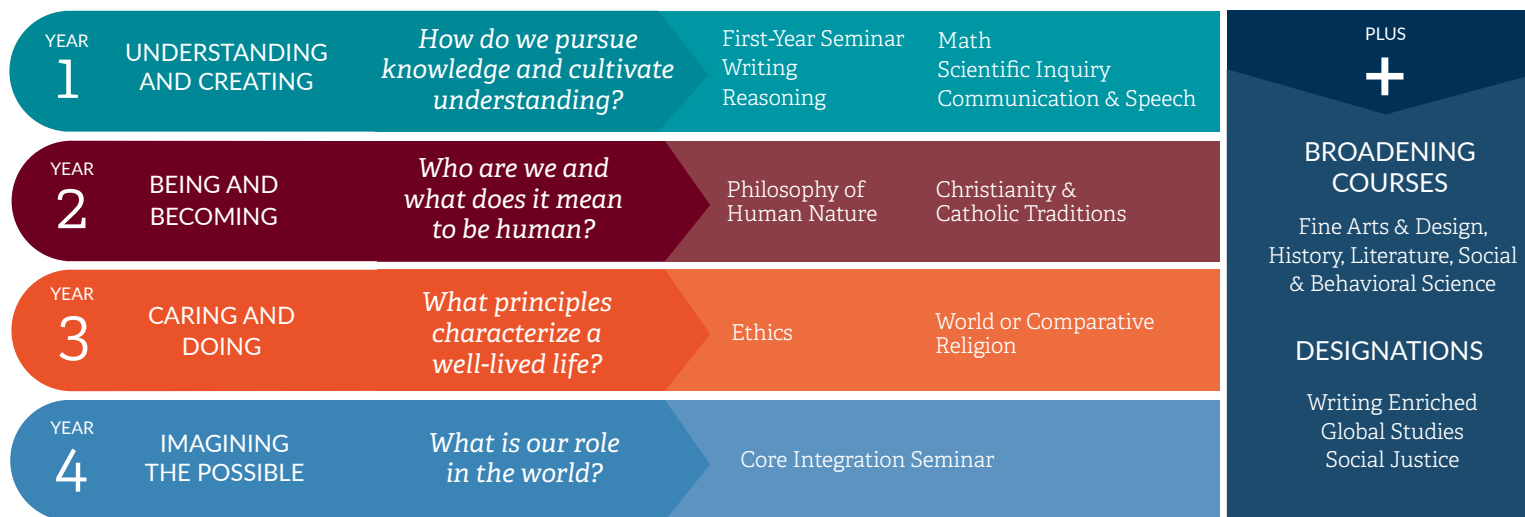 YEAR
1
UNDERSTANDING
AND CREATING
How do we pursue
knowledge and cultivate
understanding?
First-Year Seminar
Writing
Reasoning
Math
Scientific Inquiry
Communication & Speech
YEAR
2
BEING AND
BECOMING
Who are we and
what does it mean
to be human?
Philosophy of
Human Nature
Christianity &
Catholic Traditions
YEAR
3
CARING AND
DOING
What principles
characterize a
well-lived life?
Ethics
World or Comparative
Religion
YEAR
4
IMAGINING
THE POSSIBLE
What is our role
in the world?
Core Integration Seminar
PLUS
+
BROADENING
COURSES
Fine Arts & Design,
History, Literature, Social
& Behavioral Science
DESIGNATIONS
Writing Enriched
Global Studies
Social Justice